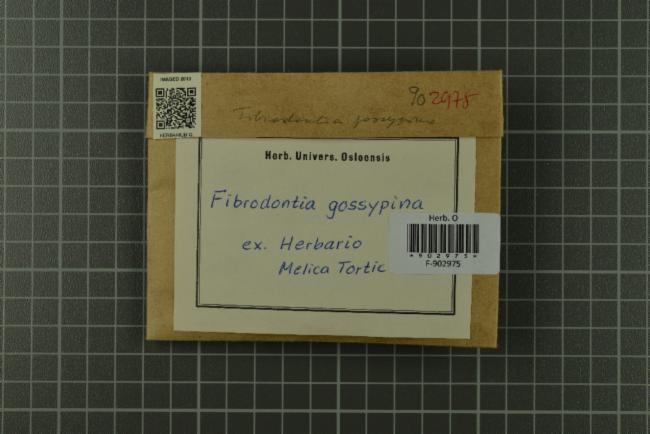 IMAGED 2013
HERBARIUM O
902975
Fibrodontia gossypina
Herb. Univers. Osloensis
Fibrodontia gossypina
ex. Herbario
Melica Tortic
Herb. O
*902975*
F-902975